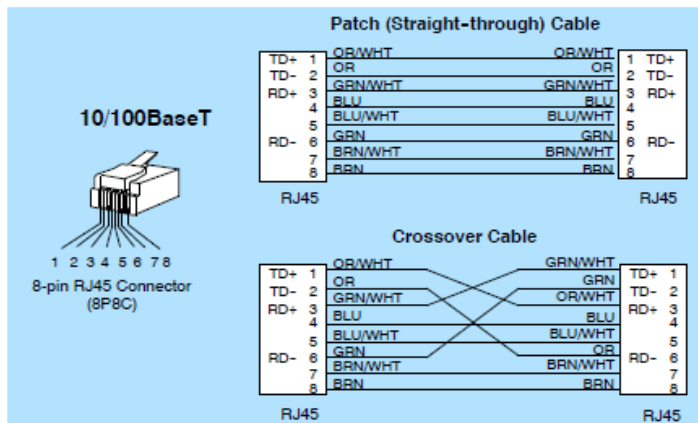 Patch (Straight-through) Cable
10/100BaseT
1 2 3 4 5 6 7 8
8-pin RJ45 Connector
(8P8C)
TD+ 1 OR/WHT OR/WHT 1 TD+
TD- 2 OR OR 2 TD-
RD+ 3 GRN/WHT GRN/WHT 3 RD+
4 BLU BLU 4
5 BLU/WHT BLU/WHT 5
RD- 6 GRN GRN 6 RD-
7 BRN/WHT BRN/WHT 7
8 BRN BRN 8
RJ45 RJ45
Crossover Cable
TD+ 1 OR/WHT GRN/WHT 1 TD+
TD- 2 OR GRN 2 TD-
RD+ 3 GRN/WHT OR/WHT 3 RD+
4 BLU BLU 4
5 BLU/WHT BLU/WHT 5
RD- 6 GRN OR 6 RD-
7 BRN/WHT BRN/WHT 7
8 BRN BRN 8
RJ45 RJ45